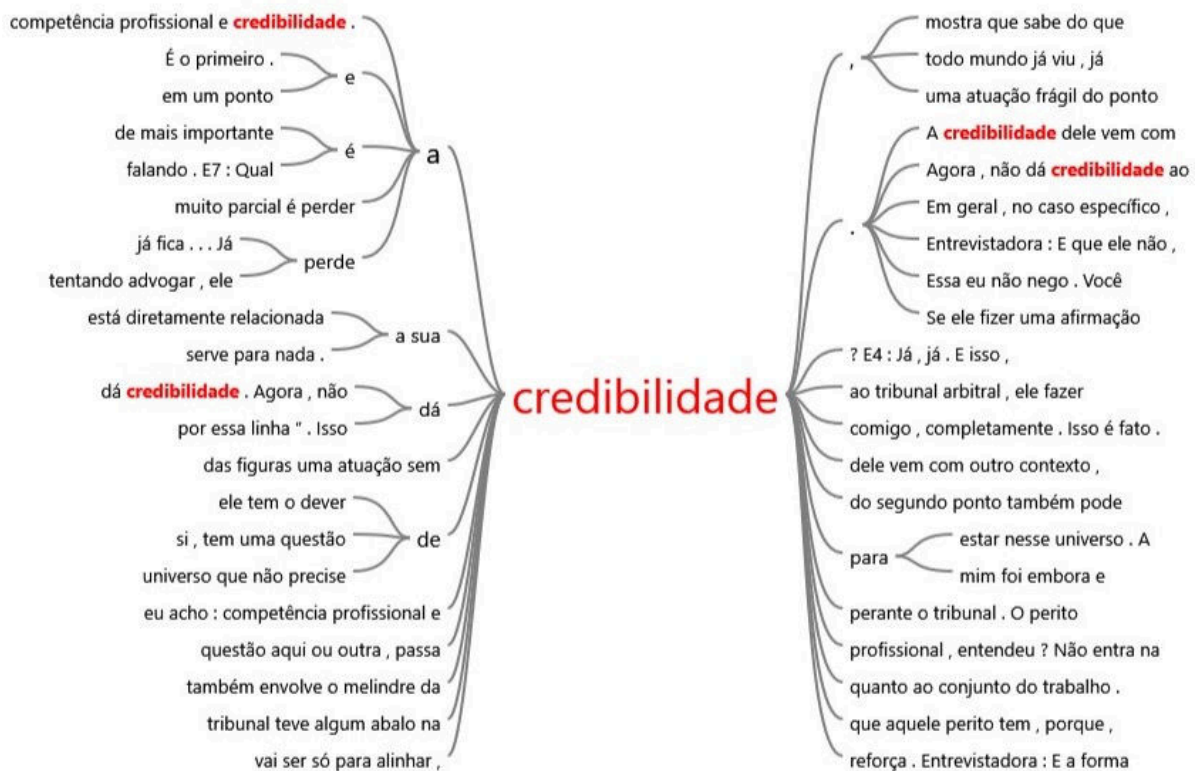 competência profissional e credibilidade .
É o primeiro .
em um ponto
e
de mais importante
falando . E7 : Qual
é
muito parcial é perder
já fica . . . Já
tentando advogar , ele
perde
a
está diretamente relacionada
serve para nada .
a sua
dá credibilidade . Agora , não
por essa linha " . Isso
dá
das figuras uma atuação sem
ele tem o dever
si , tem uma questão
universo que não precise
de
eu acho : competência profissional e
questão aqui ou outra , passa
também envolve o melindre da
tribunal teve algum abalo na
vai ser só para alinhar ,
credibilidade
,
mostra que sabe do que
todo mundo já viu , já
uma atuação frágil do ponto
.
A credibilidade dele vem com
Agora , não dá credibilidade ao
Em geral , no caso específico ,
Entrevistadora : E que ele não ,
Essa eu não nego . Você
Se ele fizer uma afirmação
? E4 : Já , já . E isso ,
ao tribunal arbitral , ele fazer
comigo , completamente . Isso é fato .
dele vem com outro contexto ,
do segundo ponto também pode
para
estar nesse universo . A
mim foi embora e
perante o tribunal . O perito
profissional , entendeu ? Não entra na
quanto ao conjunto do trabalho .
que aquele perito tem , porque ,
reforça . Entrevistadora : E a forma